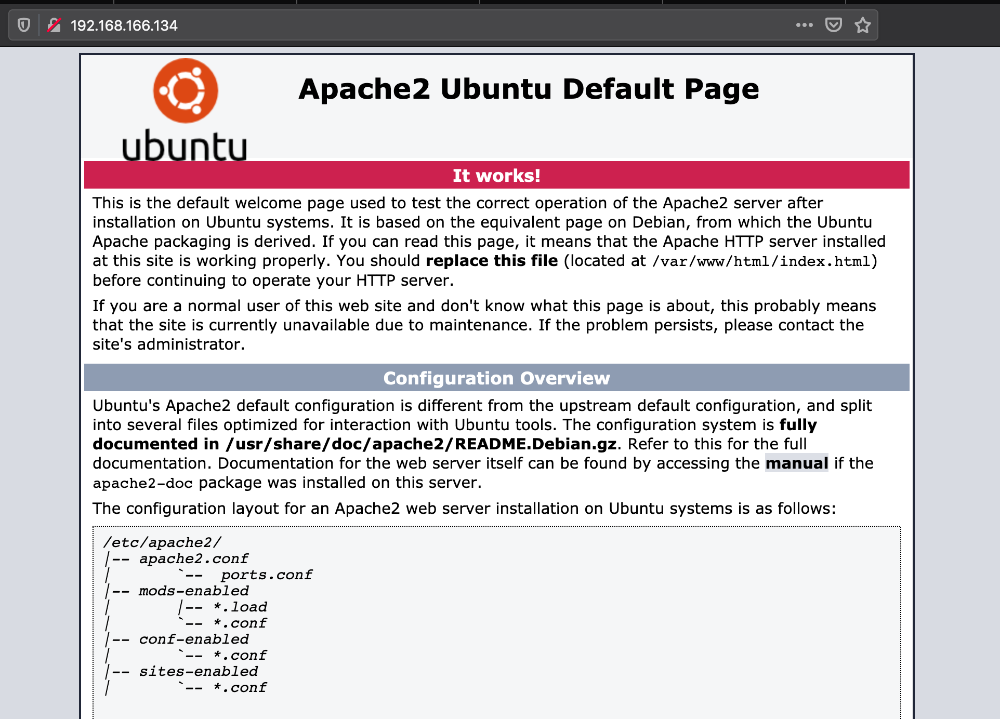 192.168.166.134
Apache2 Ubuntu Default Page
ubuntu
It works!
This is the default welcome page used to test the correct operation of the Apache2 server after
installation on Ubuntu systems. It is based on the equivalent page on Debian, from which the Ubuntu
Apache packaging is derived. If you can read this page, it means that the Apache HTTP server installed
at this site is working properly. You should replace this file (located at /var/www/html/index.html)
before continuing to operate your HTTP server.
If you are a normal user of this web site and don't know what this page is about, this probably means
that the site is currently unavailable due to maintenance. If the problem persists, please contact the
site's administrator.
Configuration Overview
Ubuntu's Apache2 default configuration is different from the upstream default configuration, and split
into several files optimized for interaction with Ubuntu tools. The configuration system is fully
documented in /usr/share/doc/apache2/README.Debian.gz. Refer to this for the full
documentation. Documentation for the web server itself can be found by accessing the manual if the
apache2-doc package was installed on this server.
The configuration layout for an Apache2 web server installation on Ubuntu systems is as follows:
/etc/apache2/
|-- apache2.conf
|       `--  ports.conf
|-- mods-enabled
|       |-- *.load
|       `-- *.conf
|-- conf-enabled
|       `-- *.conf
|-- sites-enabled
|       `-- *.conf